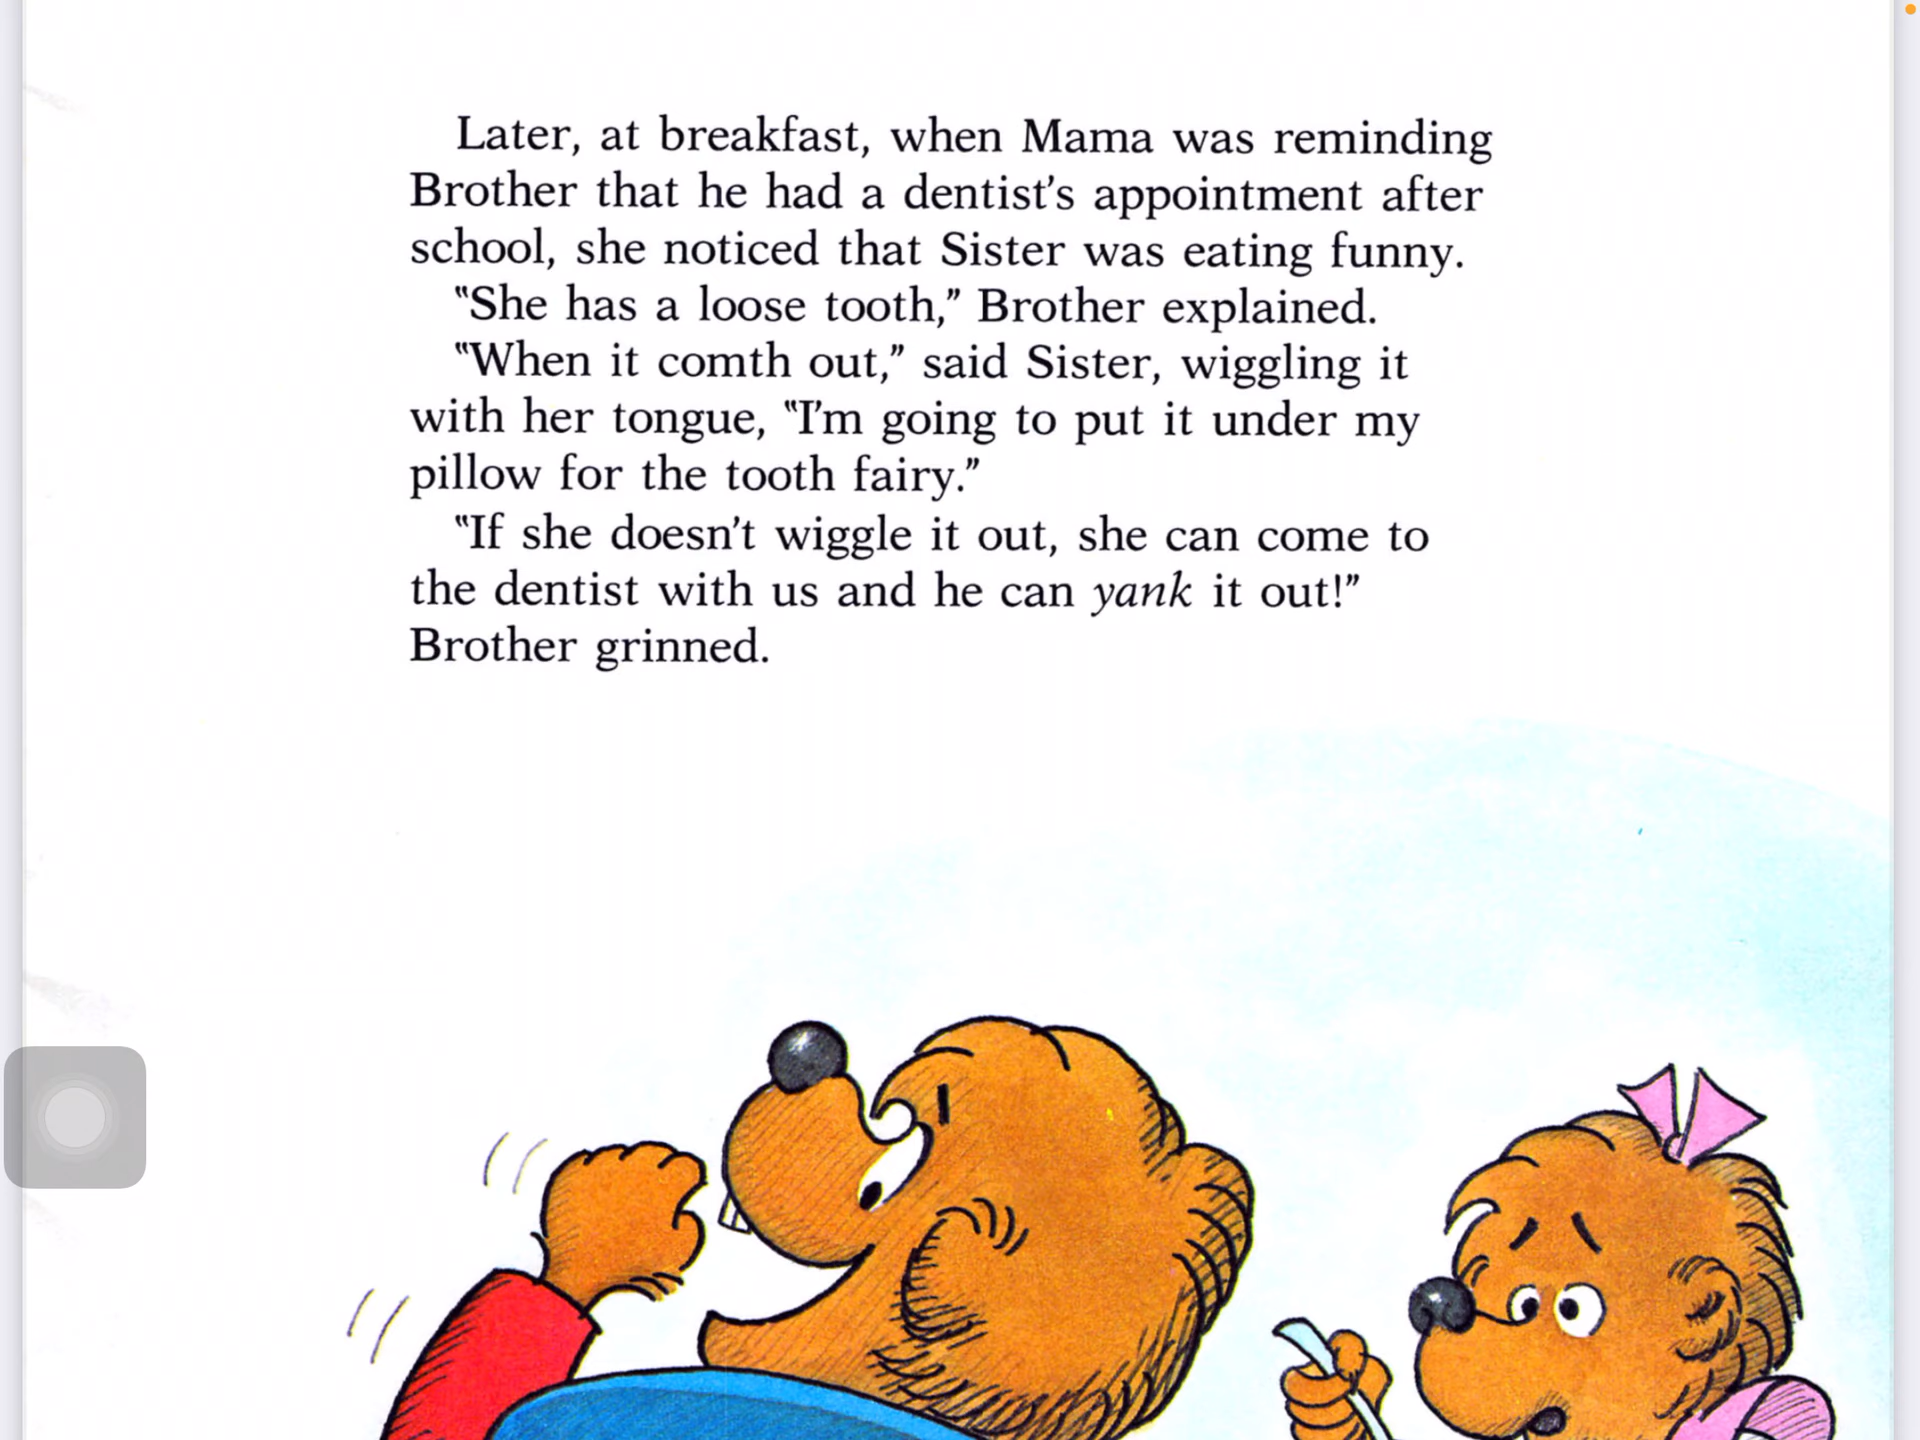 Later, at breakfast, when Mama was reminding
Brother that he had a dentist's appointment after
school, she noticed that Sister was eating funny.
"She has a loose tooth," Brother explained.
"When it comth out," said Sister, wiggling it
with her tongue, "I'm going to put it under my
pillow for the tooth fairy."
"If she doesn't wiggle it out, she can come to
the dentist with us and he can yank it out!"
Brother grinned.